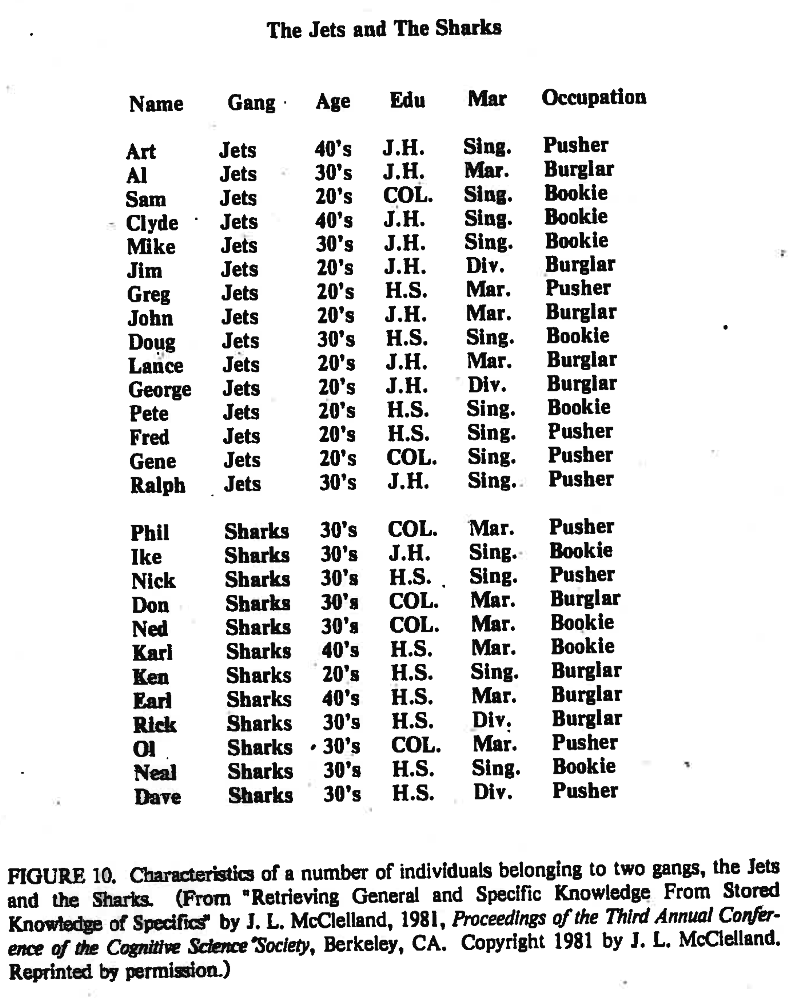 The Jets and The Sharks
Name Gang Age Edu Mar Occupation
Art Jets 40's J.H. Sing. Pusher
Al Jets 30's J.H. Mar. Burglar
Sam Jets 20's COL. Sing. Bookie
Clyde Jets 40's J.H. Sing. Bookie
Mike Jets 30's J.H. Sing. Bookie
Jim Jets 20's J.H. Div. Burglar
Greg Jets 20's H.S. Mar. Pusher
John Jets 20's J.H. Mar. Burglar
Doug Jets 30's H.S. Sing. Bookie
Lance Jets 20's J.H. Mar. Burglar
George Jets 20's J.H. Div. Burglar
Pete Jets 20's H.S. Sing. Bookie
Fred Jets 20's H.S. Sing. Pusher
Gene Jets 20's COL. Sing. Pusher
Ralph Jets 30's J.H. Sing. Pusher
Phil Sharks 30's COL. Mar. Pusher
Ike Sharks 30's J.H. Sing. Bookie
Nick Sharks 30's H.S. Sing. Pusher
Don Sharks 30's COL. Mar. Burglar
Ned Sharks 30's COL. Mar. Bookie
Karl Sharks 40's H.S. Mar. Bookie
Ken Sharks 20's H.S. Sing. Burglar
Earl Sharks 40's H.S. Mar. Burglar
Rick Sharks 30's H.S. Div. Burglar
Ol Sharks 30's COL. Mar. Pusher
Neal Sharks 30's H.S. Sing. Bookie
Dave Sharks 30's H.S. Div. Pusher
FIGURE 10. Characteristics of a number of individuals belonging to two gangs, the Jets
and the Sharks. (From "Retrieving General and Specific Knowledge From Stored
Knowledge of Specifics" by J. L. McClelland, 1981, Proceedings of the Third Annual Confer-
ence of the Cognitive Science Society, Berkeley, CA. Copyright 1981 by J. L. McClelland.
Reprinted by permission.)